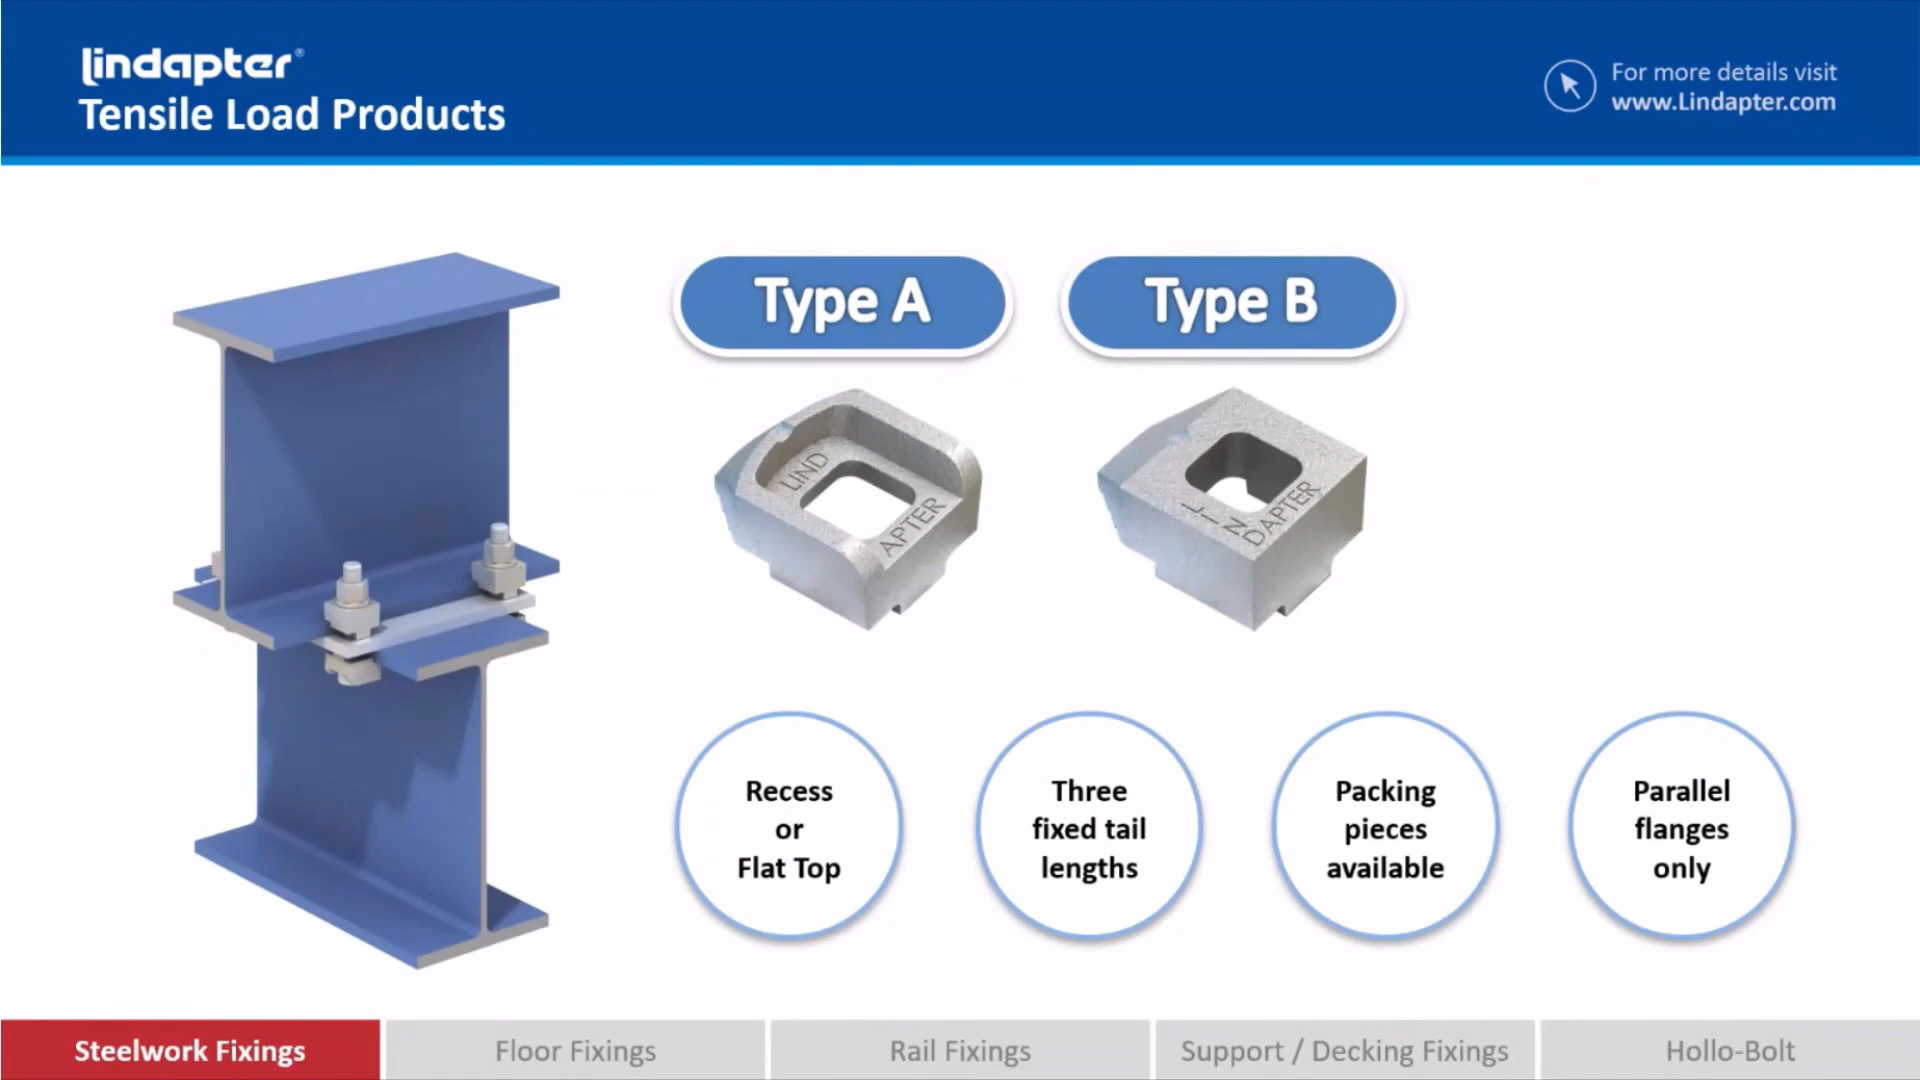 Lindapter®
Tensile Load Products
For more details visit
www.Lindapter.com
Type A
Type B
LIND
APTER
LIN
DAPTER
Recess
or
Flat Top
Three
fixed tail
lengths
Packing
pieces
available
Parallel
flanges
only
Steelwork Fixings
Floor Fixings
Rail Fixings
Support / Decking Fixings
Hollo-Bolt